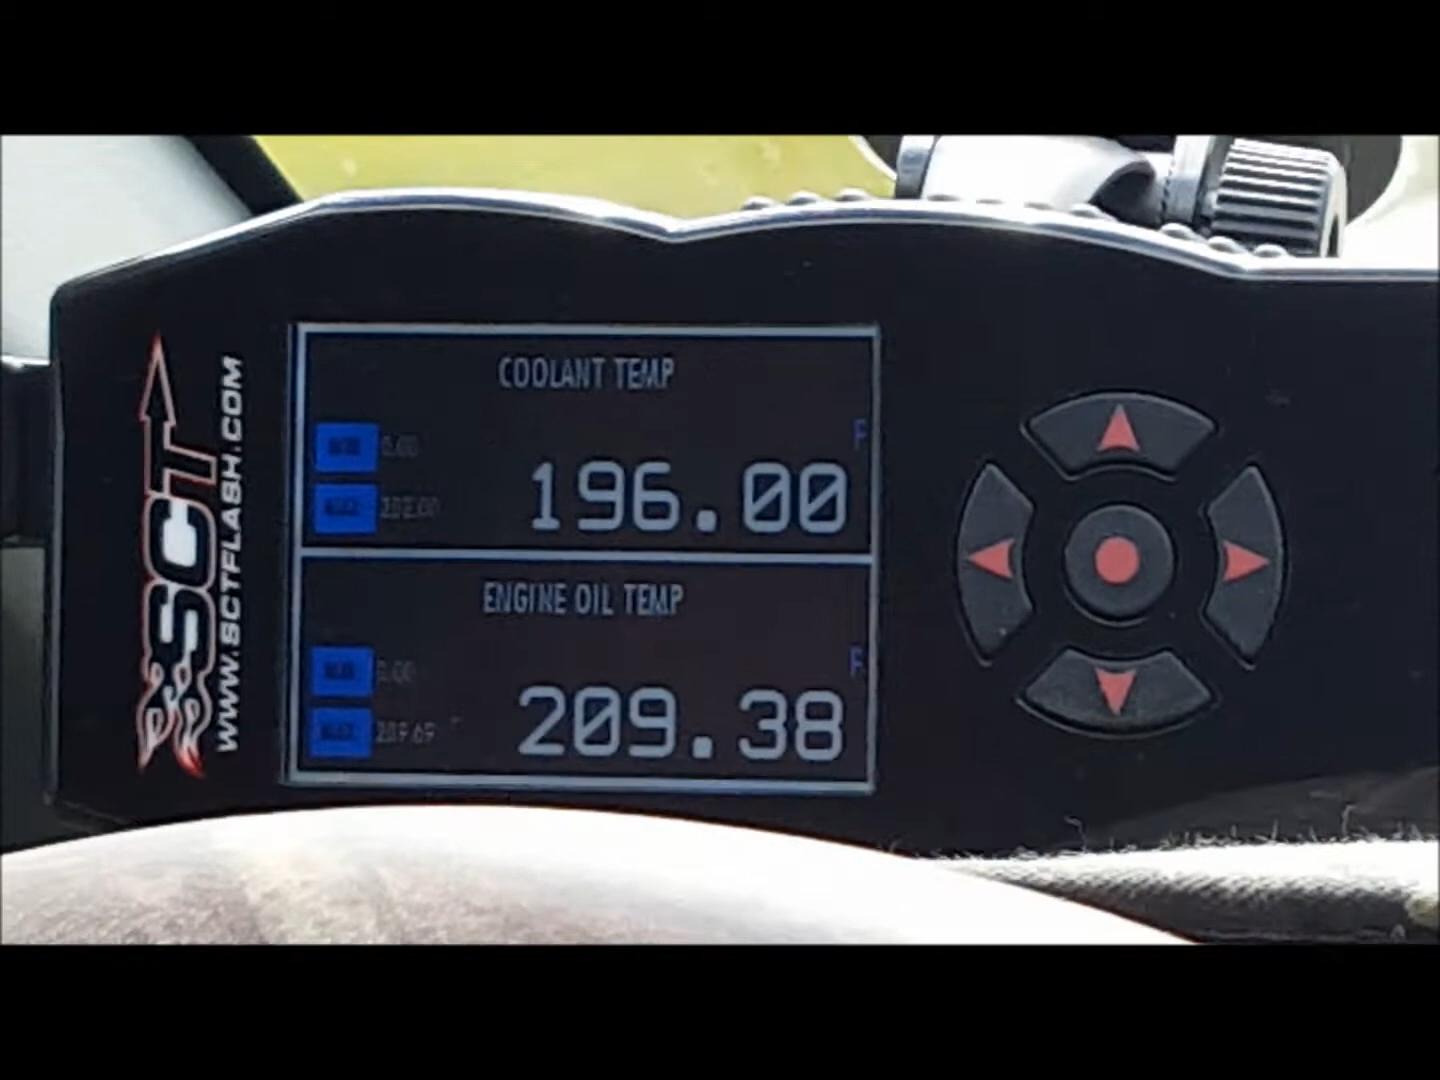 SCT
WWW.SCTFLASH.COM
COOLANT TEMP
F
196.00
ENGINE OIL TEMP
F
209.38